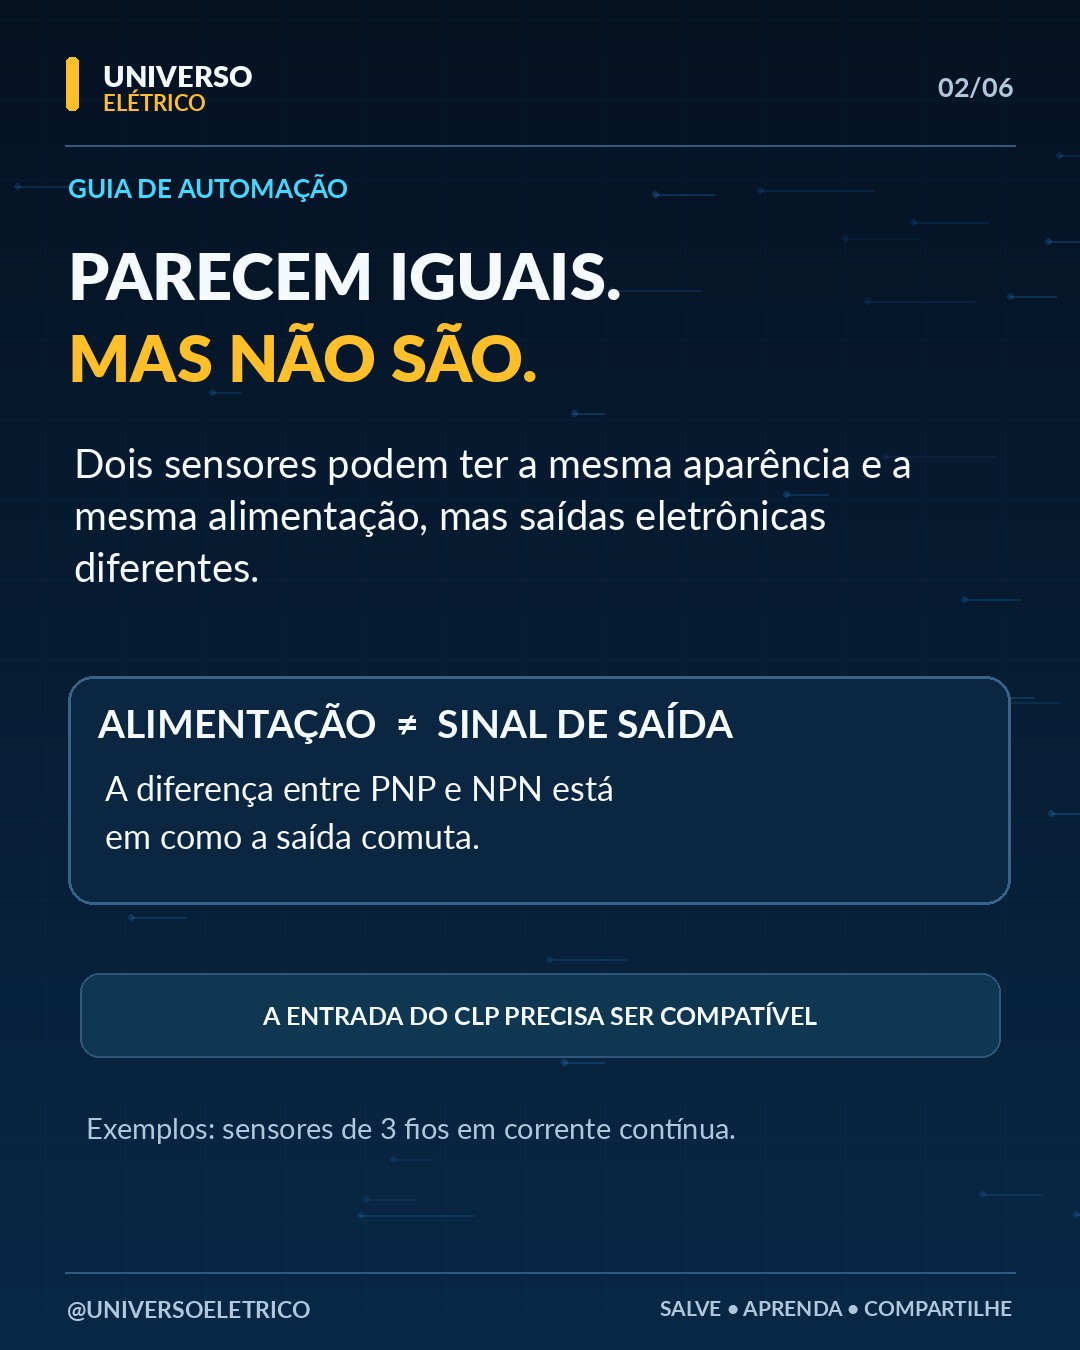 UNIVERSO
ELÉTRICO
02/06
GUIA DE AUTOMAÇÃO
PARECEM IGUAIS.
MAS NÃO SÃO.
Dois sensores podem ter a mesma aparência e a
mesma alimentação, mas saídas eletrônicas
diferentes.
ALIMENTAÇÃO ≠ SINAL DE SAÍDA
A diferença entre PNP e NPN está
em como a saída comuta.
A ENTRADA DO CLP PRECISA SER COMPATÍVEL
Exemplos: sensores de 3 fios em corrente contínua.
@UNIVERSOELETRICO
SALVE • APRENDA • COMPARTILHE